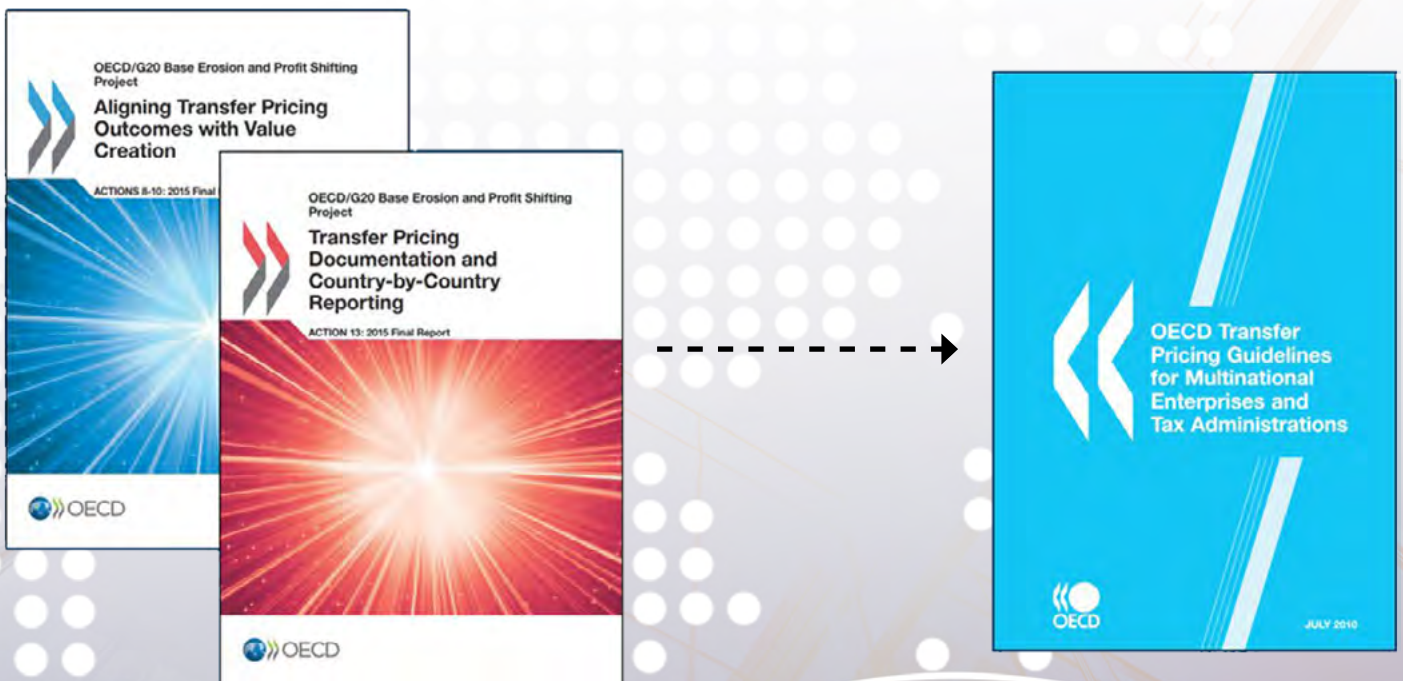 OECD/G20 Base Erosion and Profit Shifting
Project
Aligning Transfer Pricing
Outcomes with Value
Creation
ACTIONS 8-10: 2015 Final
OECD
OECD/G20 Base Erosion and Profit Shifting
Project
Transfer Pricing
Documentation and
Country-by-Country
Reporting
ACTION 13: 2015 Final Report
OECD
OECD Transfer
Pricing Guidelines
for Multinational
Enterprises and
Tax Administrations
OECD
JULY 2010